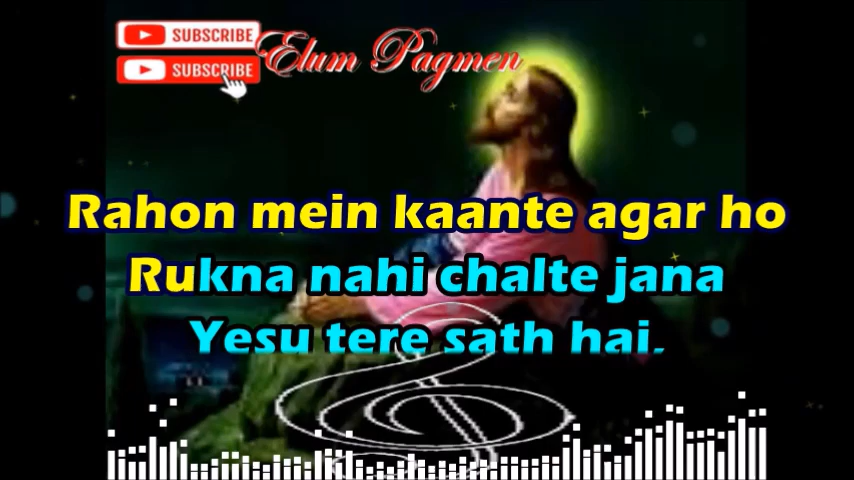 SUBSCRIBE
SUBSCRIBE
Elum Pagmen
Rahon mein kaante agar ho
Rukna nahi chalte jana
Yesu tere sath hai.